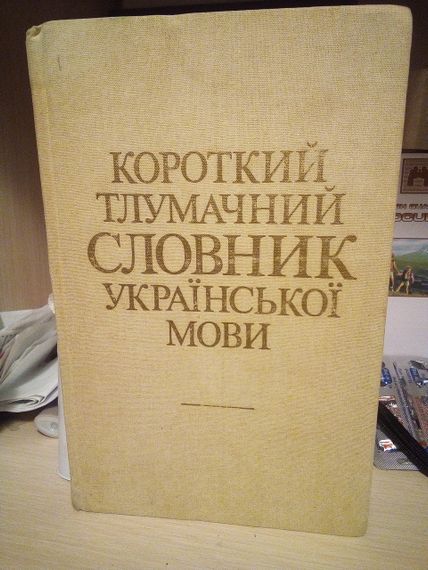 КОРОТКИЙ
ТЛУМАЧНИЙ
СЛОВНИК
УКРАЇНСЬКОЇ
МОВИ